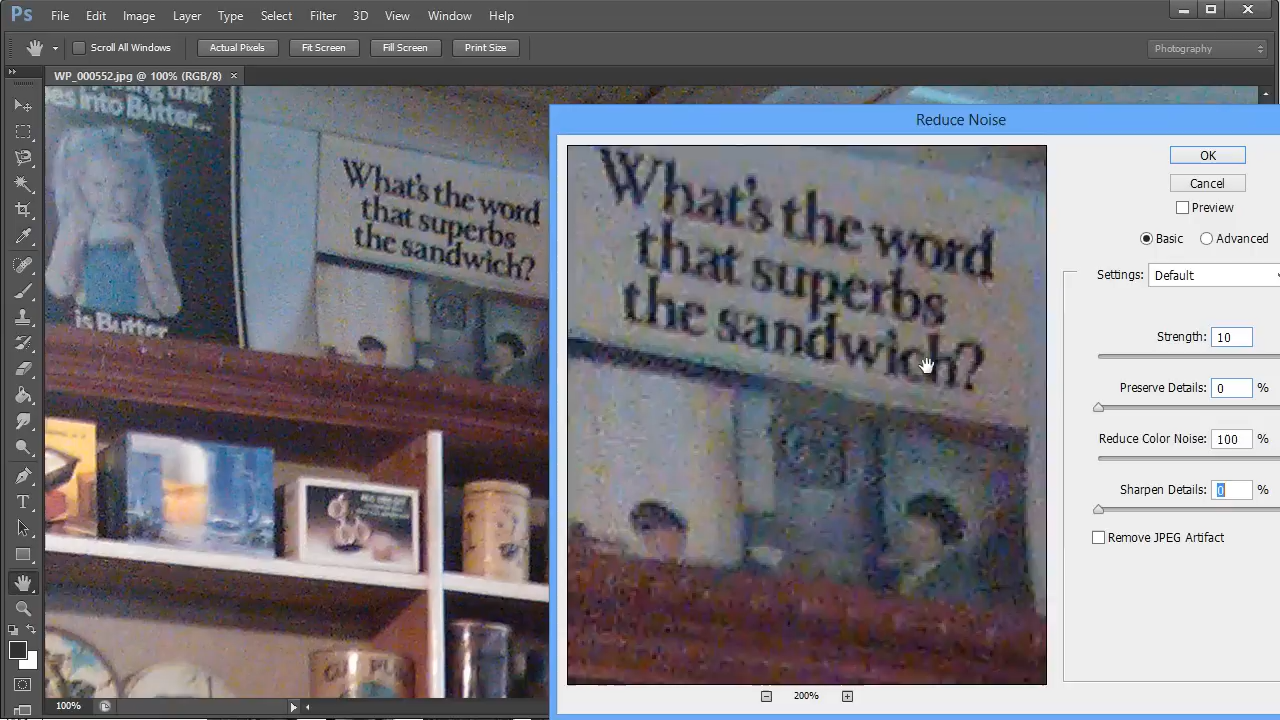 Ps File Edit Image Layer Type Select Filter 3D View Window Help
Scroll All Windows Actual Pixels Fit Screen Fill Screen Print Size Photography
WP_000552.jpg @ 100% (RGB/8) ×
Reduce Noise
that
into Butter...
is Butter
What's the word
that superbs
the sandwich?
What's the word
that superbs
the sandwich?
OK
Cancel
Preview
Basic Advanced
Settings: Default
Strength: 10
Preserve Details: 0 %
Reduce Color Noise: 100 %
Sharpen Details: 0 %
Remove JPEG Artifact
200%
100%